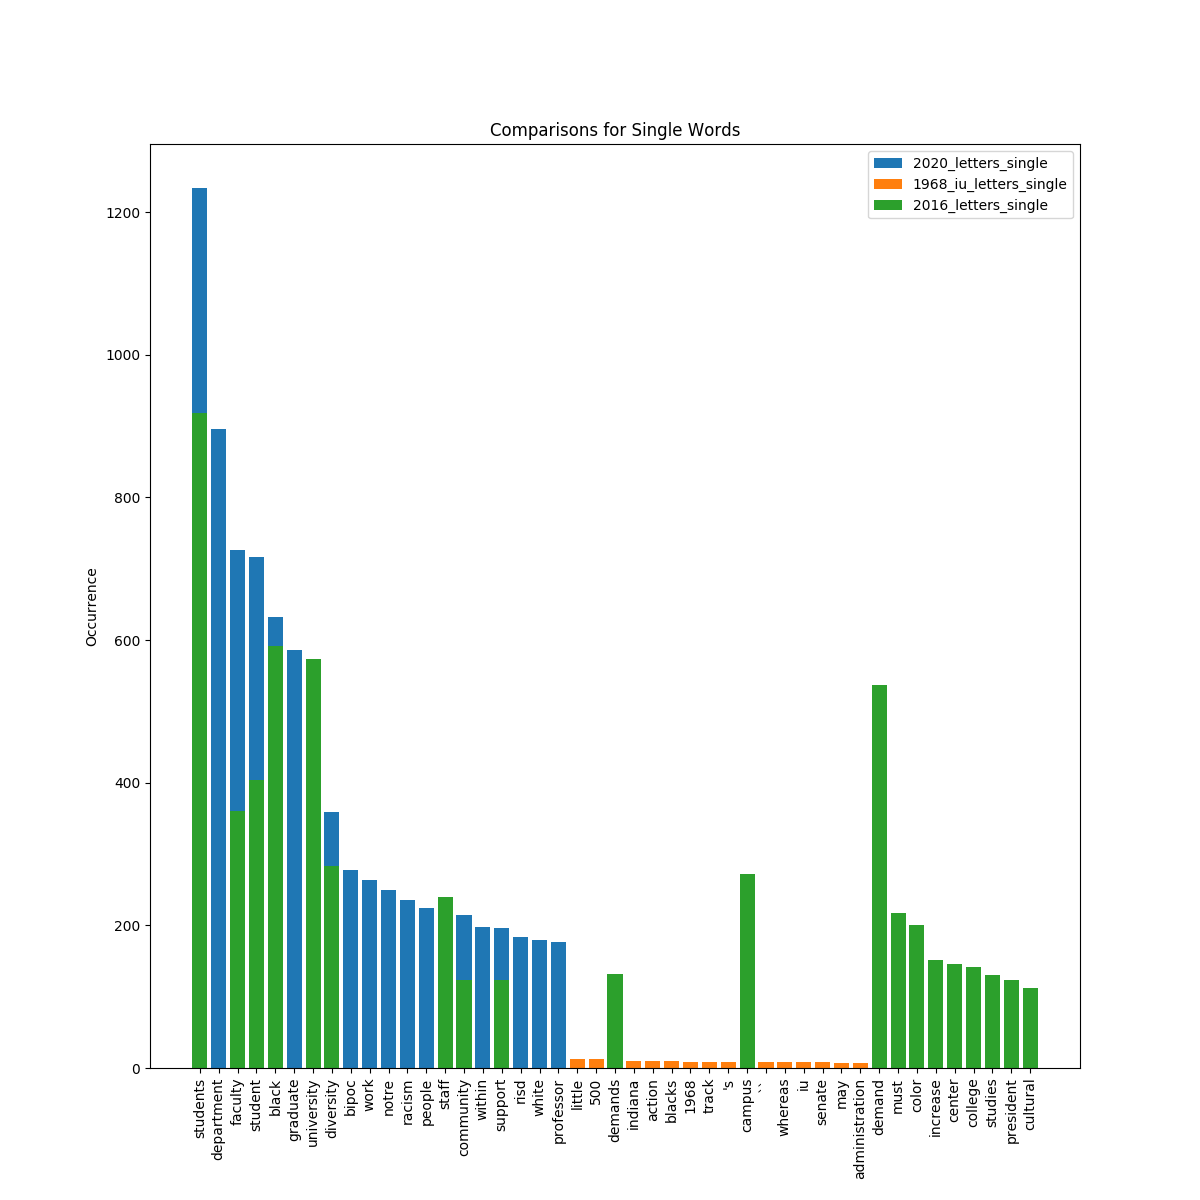 Comparisons for Single Words
2020_letters_single
1968_iu_letters_single
2016_letters_single
Occurrence
1200
1000
800
600
400
200
0
students
department
faculty
student
black
graduate
university
diversity
bipoc
work
notre
racism
people
staff
community
within
support
risd
white
professor
little
500
demands
indiana
action
blacks
1968
track
's
campus
``
whereas
iu
senate
may
administration
demand
must
color
increase
center
college
studies
president
cultural